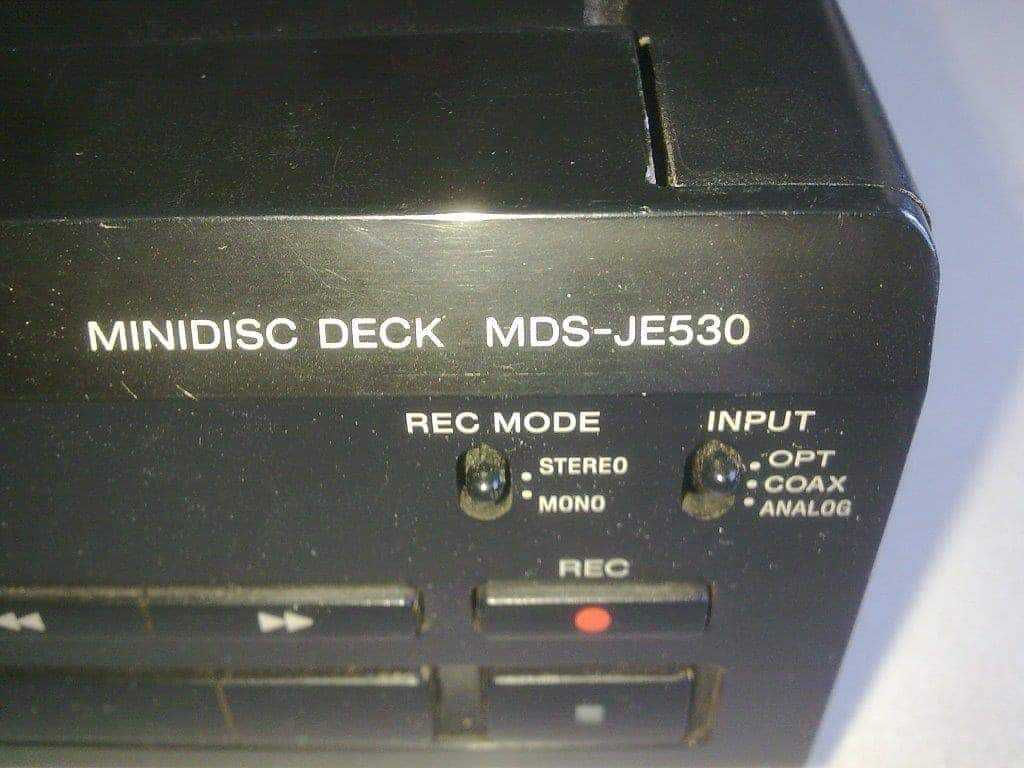 MINIDISC DECK MDS-JE530
REC MODE
STEREO
MONO
INPUT
OPT
COAX
ANALOG
REC